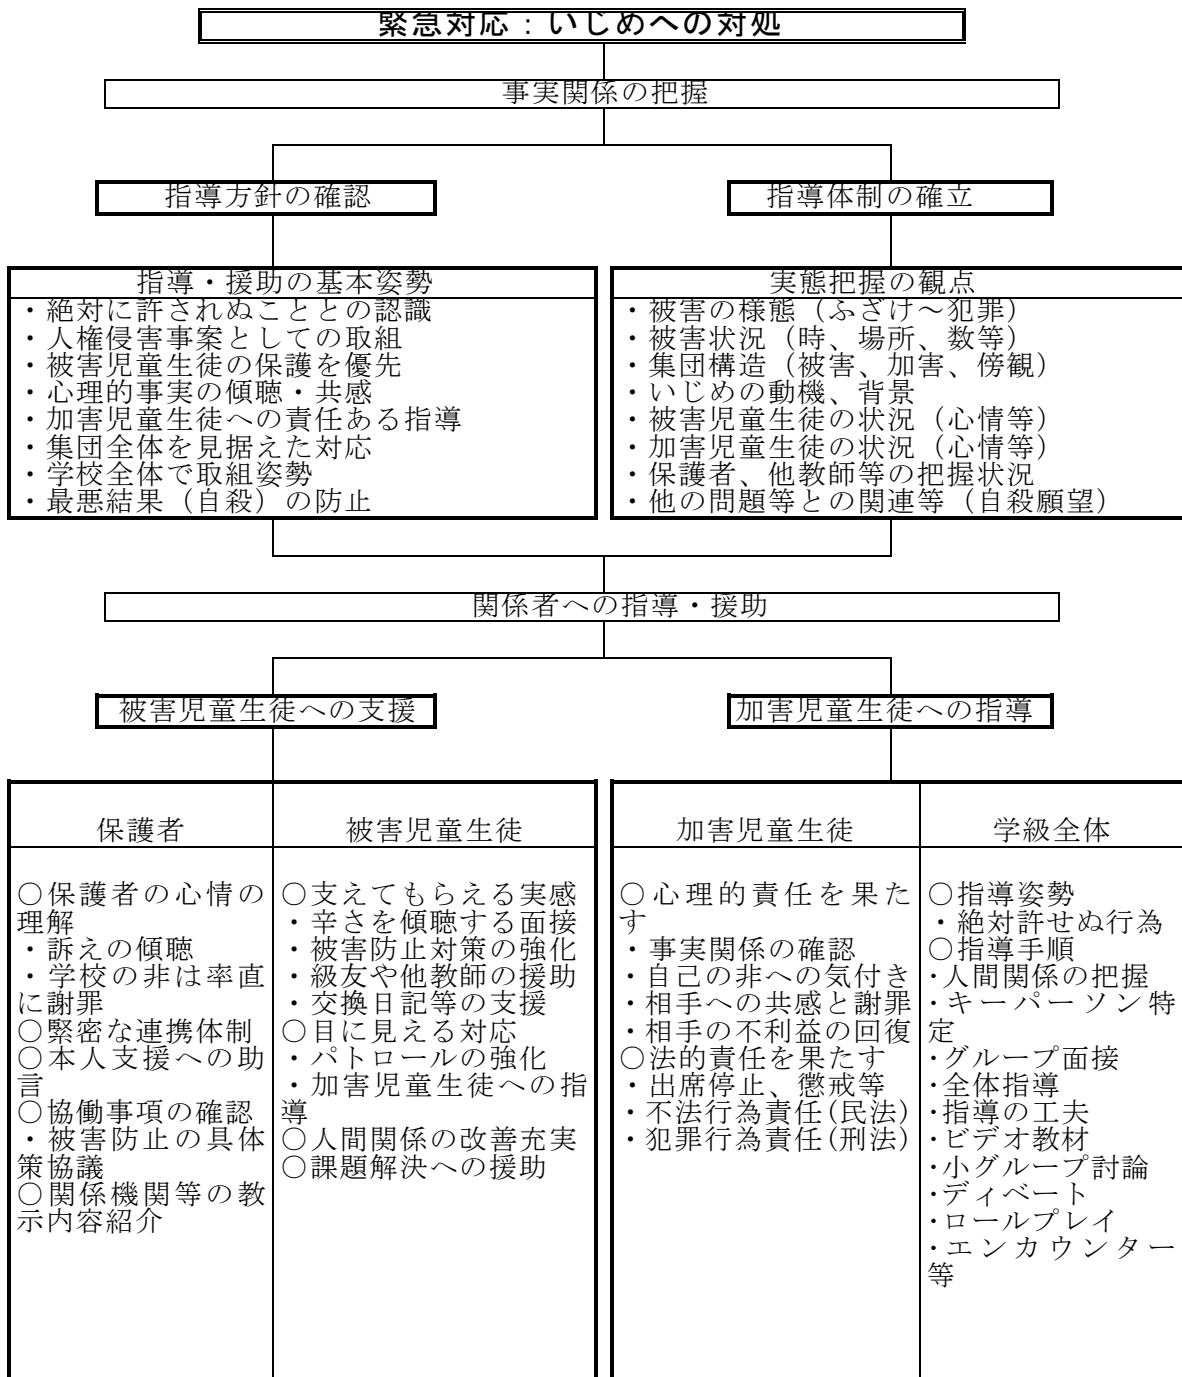 緊急対応：いじめへの対処
事実関係の把握
指導方針の確認
指導体制の確立
指導・援助の基本姿勢
・絶対に許されぬこととの認識
・人権侵害事案としての取組
・被害児童生徒の保護を優先
・心理的事実の傾聴・共感
・加害児童生徒への責任ある指導
・集団全体を見据えた対応
・学校全体で取組姿勢
・最悪結果（自殺）の防止
実態把握の観点
・被害の様態（ふざけ～犯罪）
・被害状況（時、場所、数等）
・集団構造（被害、加害、傍観）
・いじめの動機、背景
・被害児童生徒の状況（心情等）
・加害児童生徒の状況（心情等）
・保護者、他教師等の把握状況
・他の問題等との関連等（自殺願望）
関係者への指導・援助
被害児童生徒への支援
加害児童生徒への指導
保護者
○保護者の心情の
理解
・訴えの傾聴
・学校の非は率直
に謝罪
○緊密な連携体制
○本人支援への助
言
○協働事項の確認
・被害防止の具体
策協議
○関係機関等の教
示内容紹介
被害児童生徒
○支えてもらえる実感
・辛さを傾聴する面接
・被害防止対策の強化
・級友や他教師の援助
・交換日記等の支援
○目に見える対応
・パトロールの強化
・加害児童生徒への指
導
○人間関係の改善充実
○課題解決への援助
加害児童生徒
○心理的責任を果た
す
・事実関係の確認
・自己の非への気付き
・相手への共感と謝罪
・相手の不利益の回復
○法的責任を果たす
・出席停止、懲戒等
・不法行為責任(民法)
・犯罪行為責任(刑法)
学級全体
○指導姿勢
・絶対許せぬ行為
○指導手順
・人間関係の把握
・キーパーソン特
定
・グループ面接
・全体指導
・指導の工夫
・ビデオ教材
・小グループ討論
・ディベート
・ロールプレイ
・エンカウンター
等